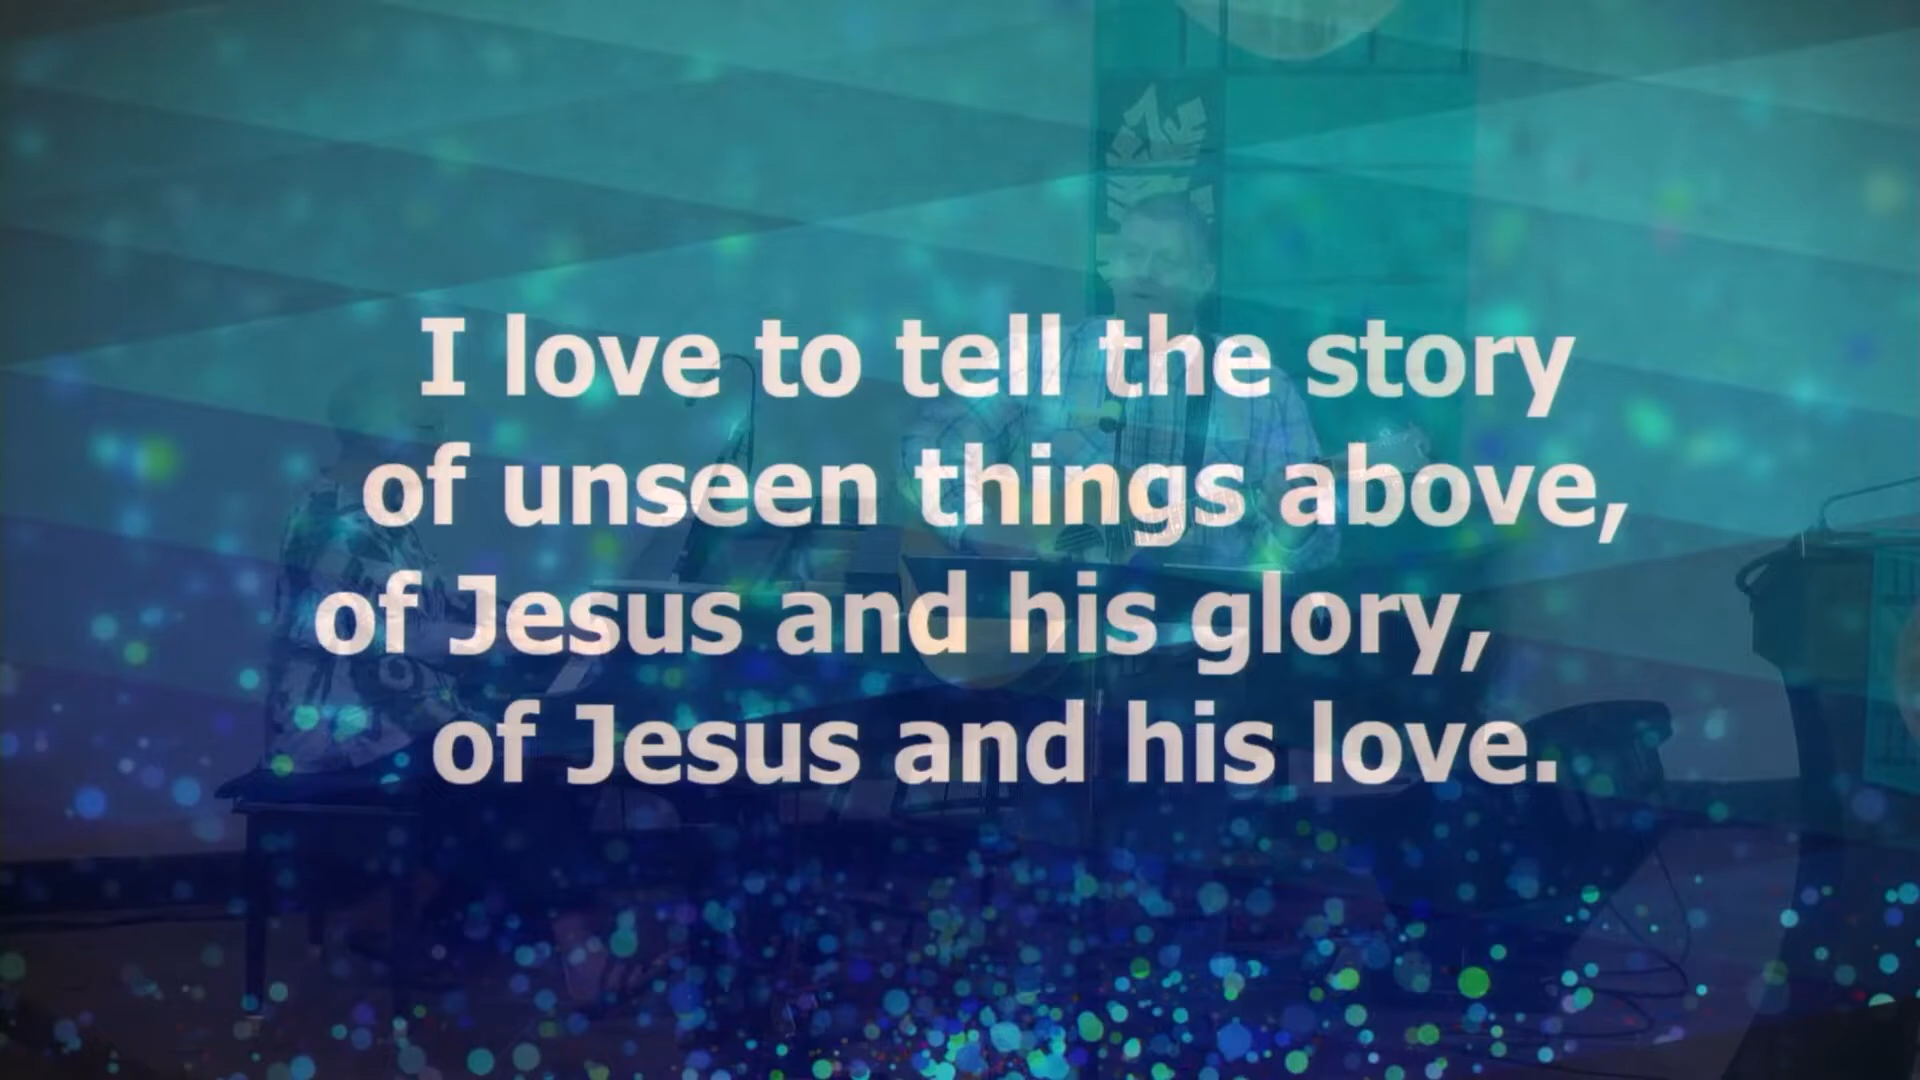 I love to tell the story
of unseen things above,
of Jesus and his glory,
of Jesus and his love.